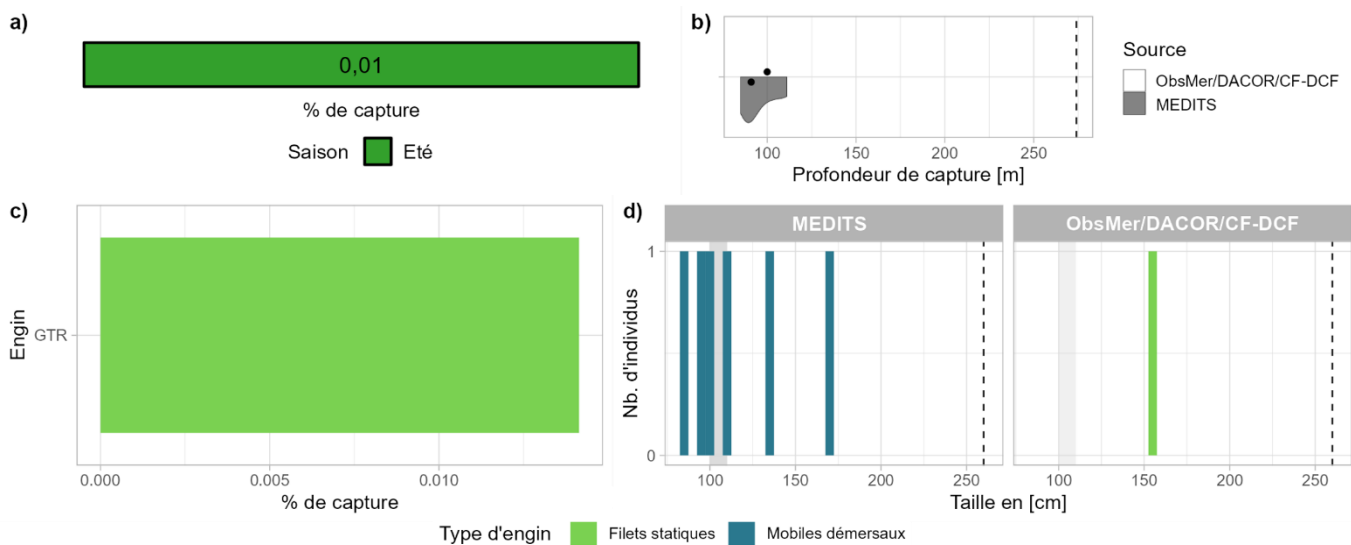 a)
0,01
% de capture
Saison Eté
b)
100 150 200 250
Profondeur de capture [m]
Source
ObsMer/DACOR/CF-DCF
MEDITS
c)
Engin
GTR
0.000 0.005 0.010
% de capture
d)
MEDITS ObsMer/DACOR/CF-DCF
Nb. d'individus
1
0
100 150 200 250 100 150 200 250
Taille en [cm]
Type d'engin Filets statiques Mobiles démersaux